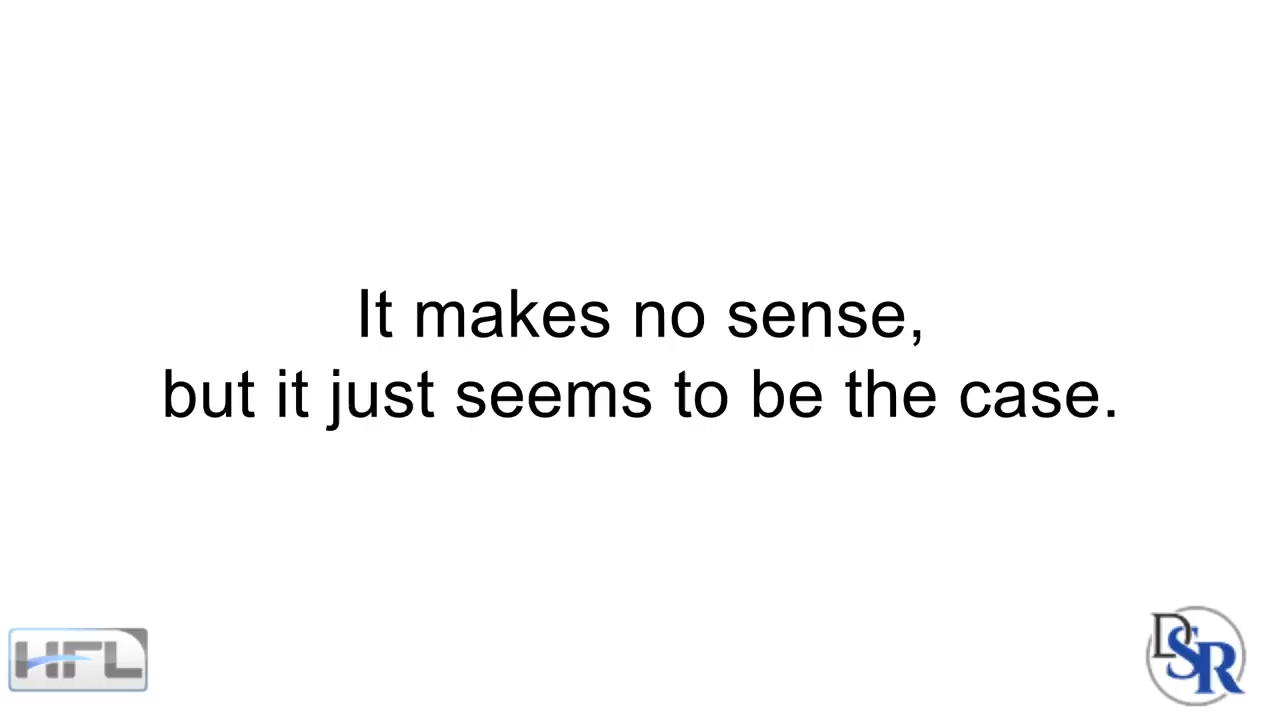 It makes no sense,
but it just seems to be the case.
HFL
DSR